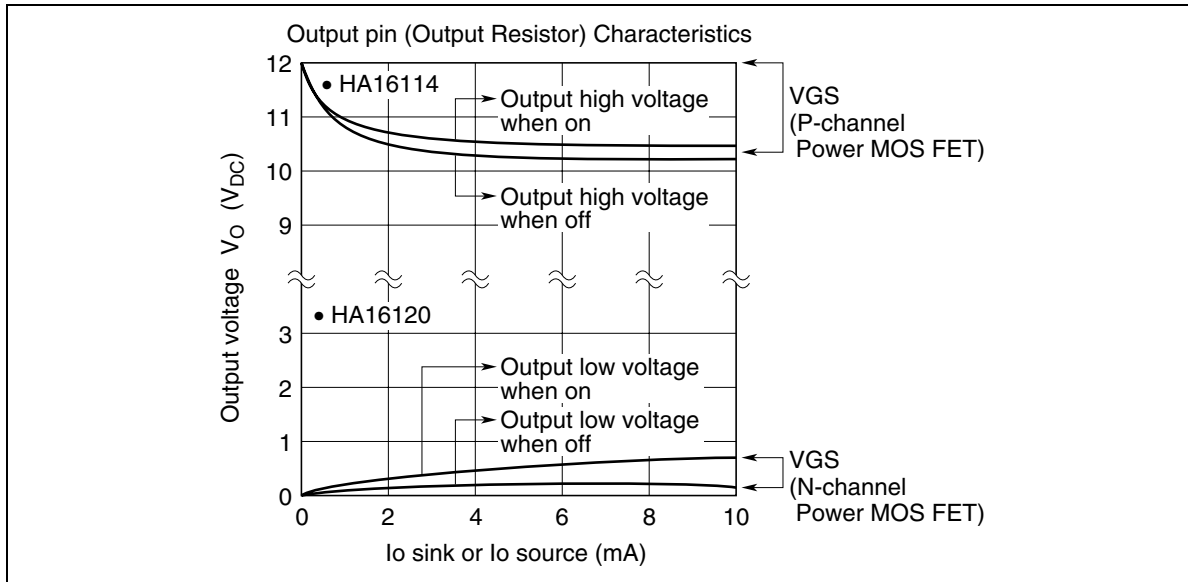 Output pin (Output Resistor) Characteristics
12
11
10
9
3
2
1
0
• HA16114
Output high voltage
when on
Output high voltage
when off
VGS
(P-channel
Power MOS FET)
• HA16120
Output low voltage
when on
Output low voltage
when off
VGS
(N-channel
Power MOS FET)
Output voltage VO (VDC)
0 2 4 6 8 10
Io sink or Io source (mA)